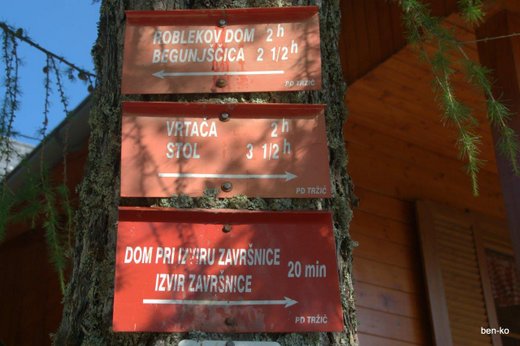 ROBLEKOV DOM 2h
BEGUNJŠČICA 2 1/2h
PD TRŽIČ
VRTAČA 2h
STOL 3 1/2h
PD TRŽIČ
DOM PRI IZVIRU ZAVRŠNICE
IZVIR ZAVRŠNICE 20 min
PD TRŽIČ
ben-ko